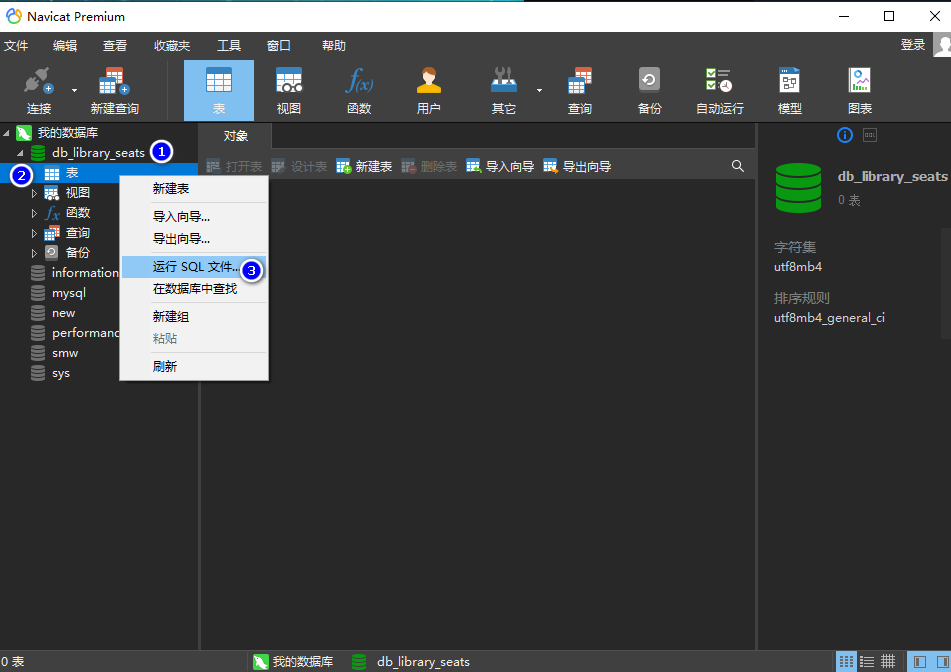 Navicat Premium
文件 编辑 查看 收藏夹 工具 窗口 帮助 登录
连接 新建查询 表 视图 函数 用户 其它 查询 备份 自动运行 模型 图表
我的数据库
对象
db_library_seats 1
打开表 设计表 新建表 删除表 导入向导 导出向导
2 表
视图
函数
查询
备份
information
mysql
new
performanc
smw
sys
新建表
导入向导...
导出向导...
运行 SQL 文件... 3
在数据库中查找
新建组
粘贴
刷新
db_library_seats
0 表
字符集
utf8mb4
排序规则
utf8mb4_general_ci
0 表 我的数据库 db_library_seats